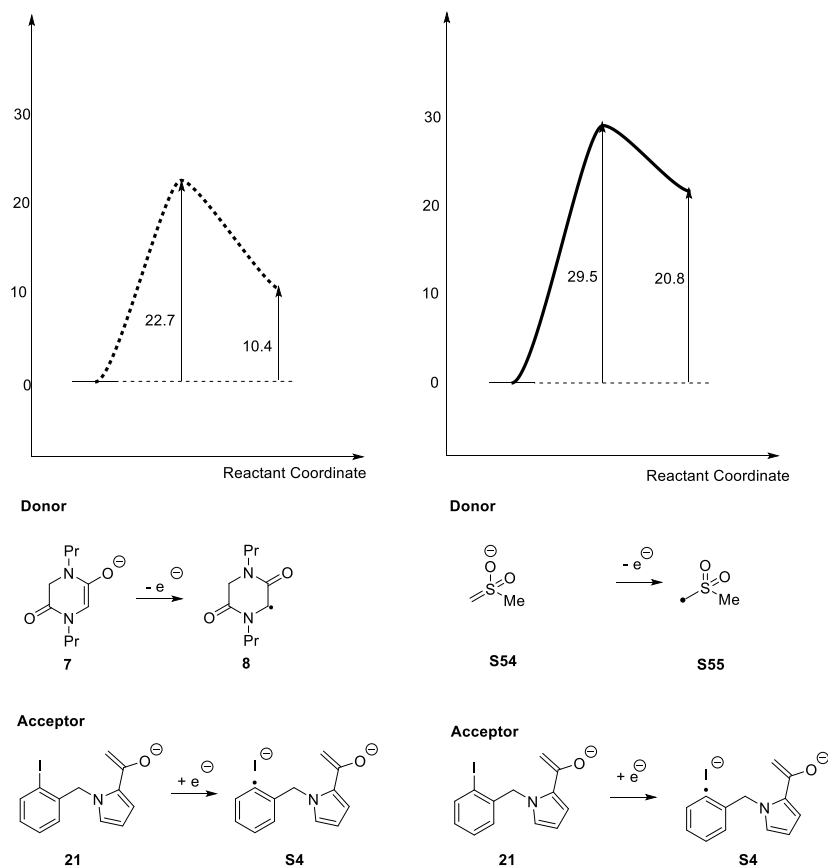 30
20
10
0
22.7
10.4
Reactant Coordinate
30
20
10
0
29.5
20.8
Reactant Coordinate
Donor
Pr
N
O
⊖
O
N
Pr
7
- e ⊖
Pr
N
O
O
N
Pr
8
Donor
⊖
O
O
S
Me
S54
- e ⊖
O
O
S
Me
S55
Acceptor
I
N
O ⊖
21
+ e ⊖
I ⊖
N
O ⊖
S4
Acceptor
I
N
O ⊖
21
+ e ⊖
I ⊖
N
O ⊖
S4